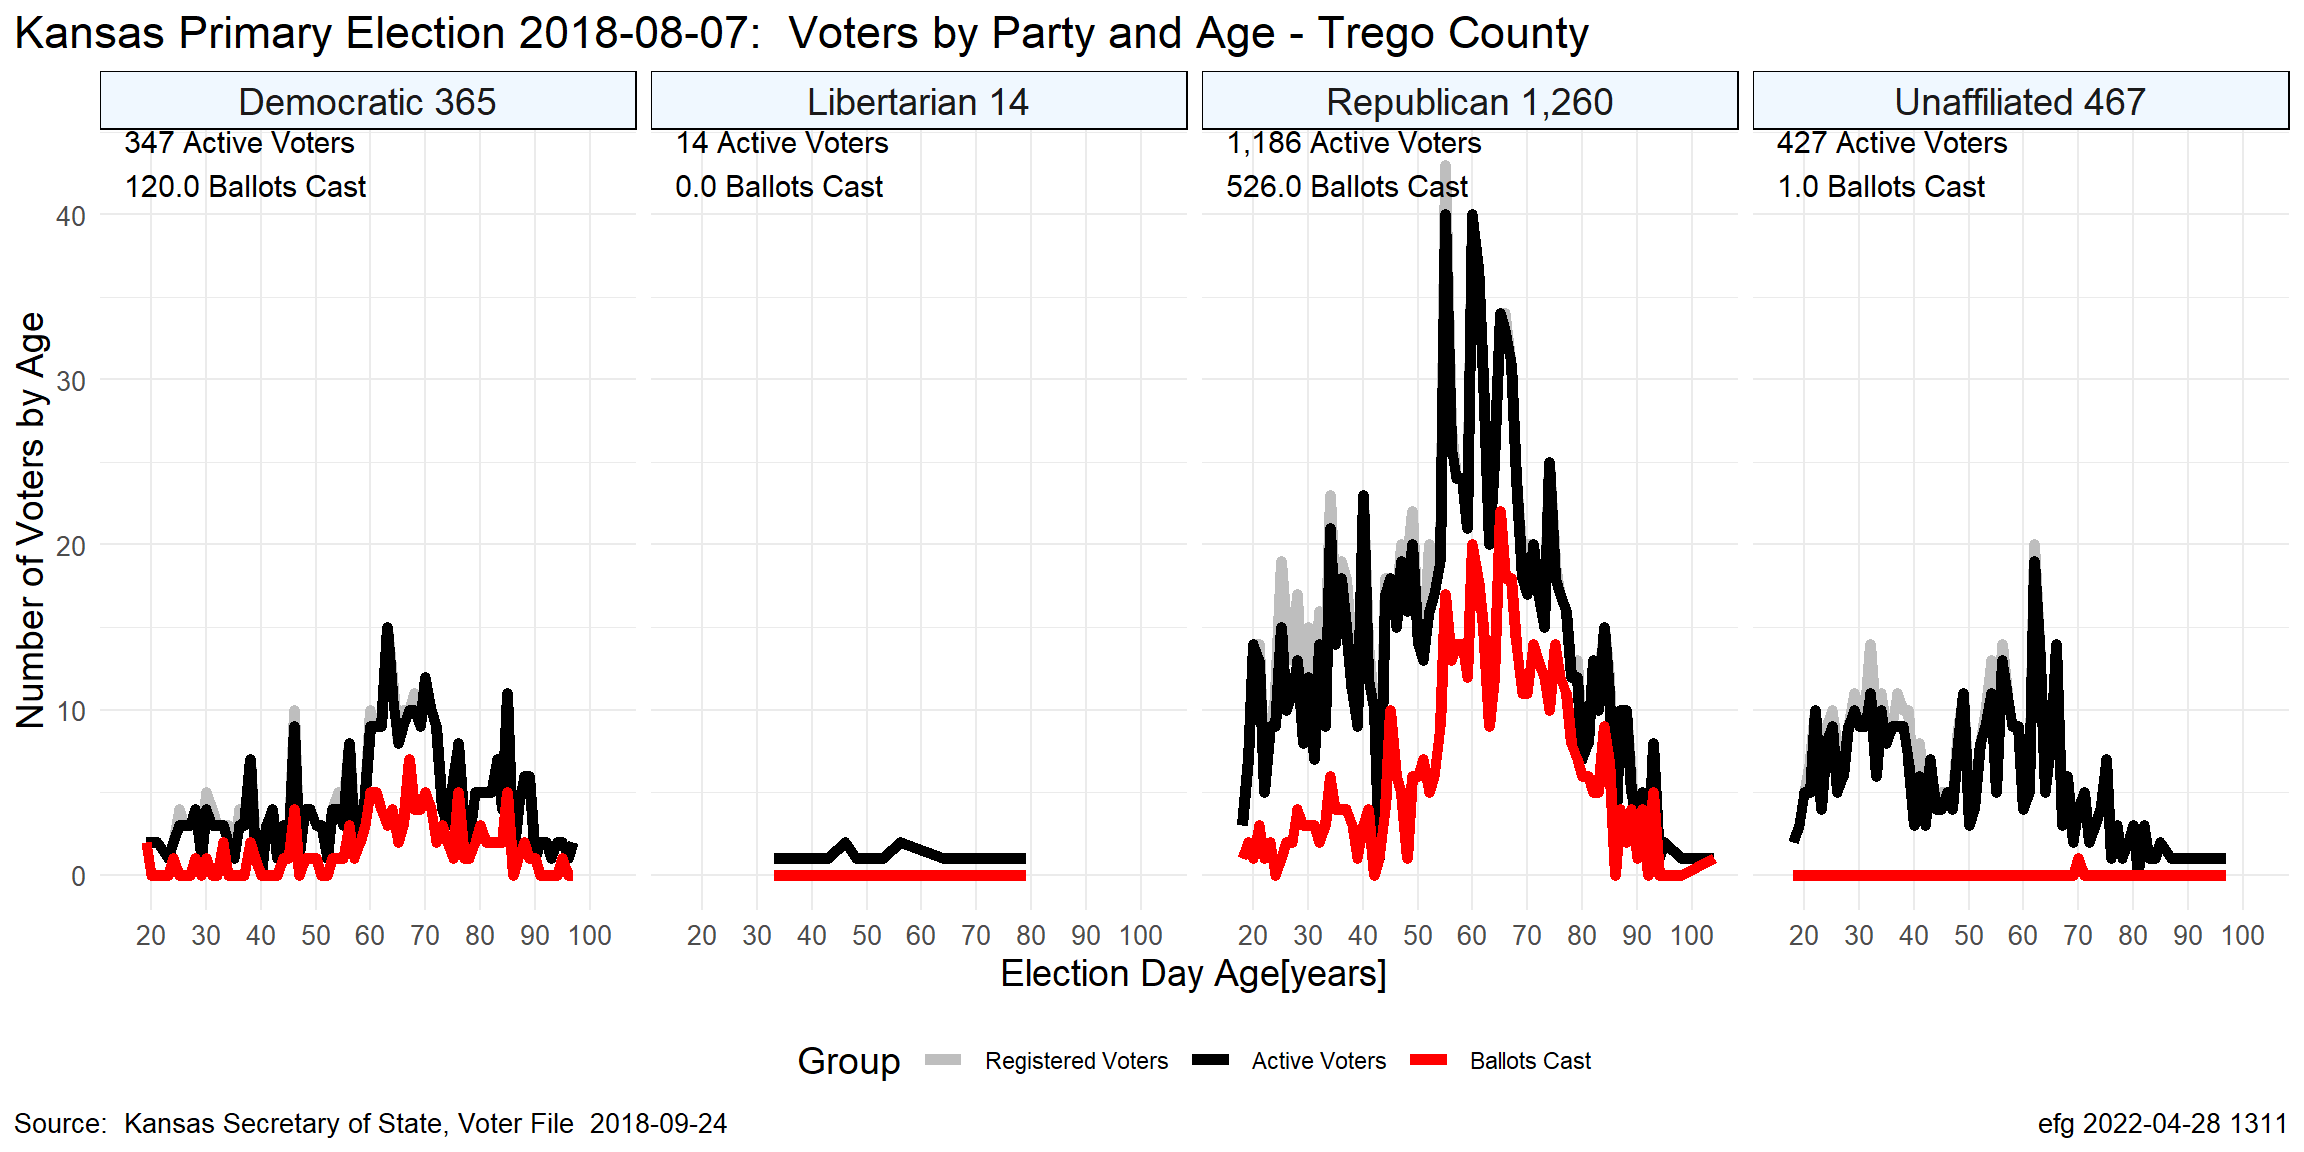 Kansas Primary Election 2018-08-07:  Voters by Party and Age - Trego County
Democratic 365
Libertarian 14
Republican 1,260
Unaffiliated 467
347 Active Voters
120.0 Ballots Cast
14 Active Voters
0.0 Ballots Cast
1,186 Active Voters
526.0 Ballots Cast
427 Active Voters
1.0 Ballots Cast
Number of Voters by Age
40
30
20
10
0
20 30 40 50 60 70 80 90 100
20 30 40 50 60 70 80 90 100
20 30 40 50 60 70 80 90 100
20 30 40 50 60 70 80 90 100
Election Day Age[years]
Group Registered Voters Active Voters Ballots Cast
Source:  Kansas Secretary of State, Voter File  2018-09-24
efg 2022-04-28 1311